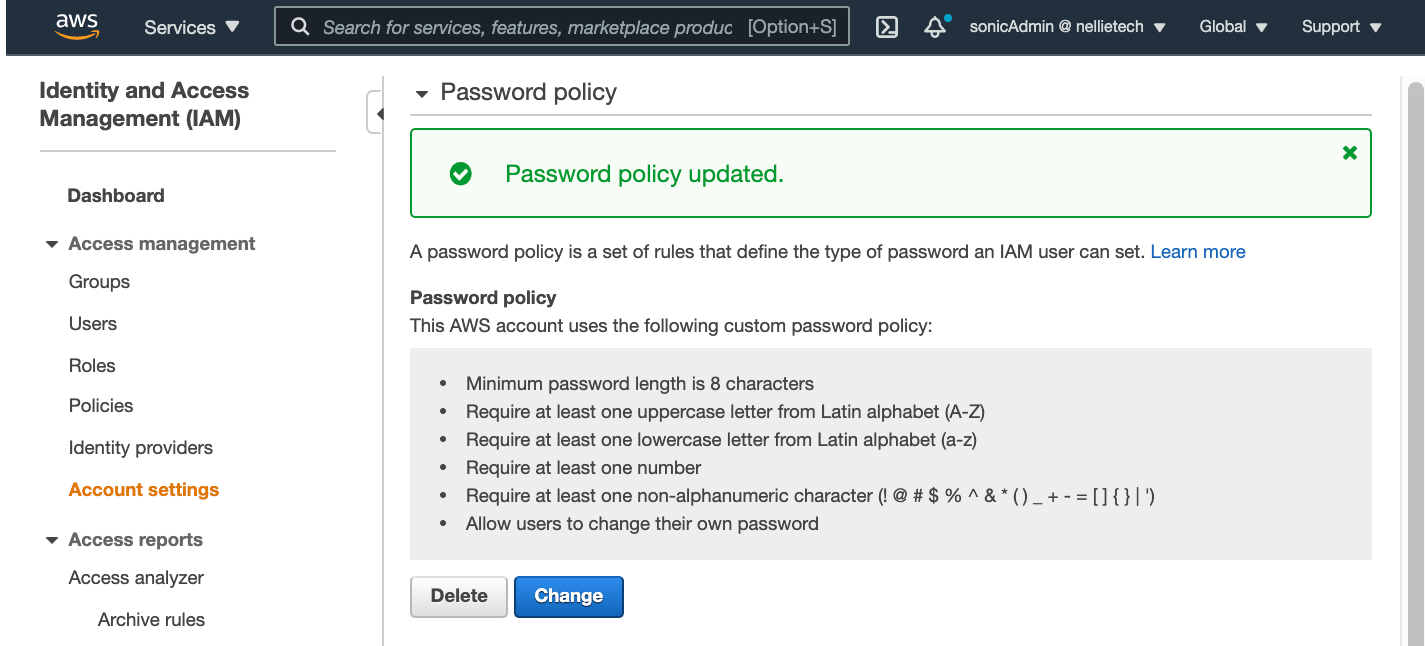 aws
Services
Search for services, features, marketplace produc [Option+S]
sonicAdmin @ nellietech
Global
Support
Identity and Access
Management (IAM)
Dashboard
Access management
Groups
Users
Roles
Policies
Identity providers
Account settings
Access reports
Access analyzer
Archive rules
Password policy
Password policy updated.
A password policy is a set of rules that define the type of password an IAM user can set. Learn more
Password policy
This AWS account uses the following custom password policy:
• Minimum password length is 8 characters
• Require at least one uppercase letter from Latin alphabet (A-Z)
• Require at least one lowercase letter from Latin alphabet (a-z)
• Require at least one number
• Require at least one non-alphanumeric character (! @ # $ % ^ & * ( ) _ + - = [ ] { } | ')
• Allow users to change their own password
Delete
Change